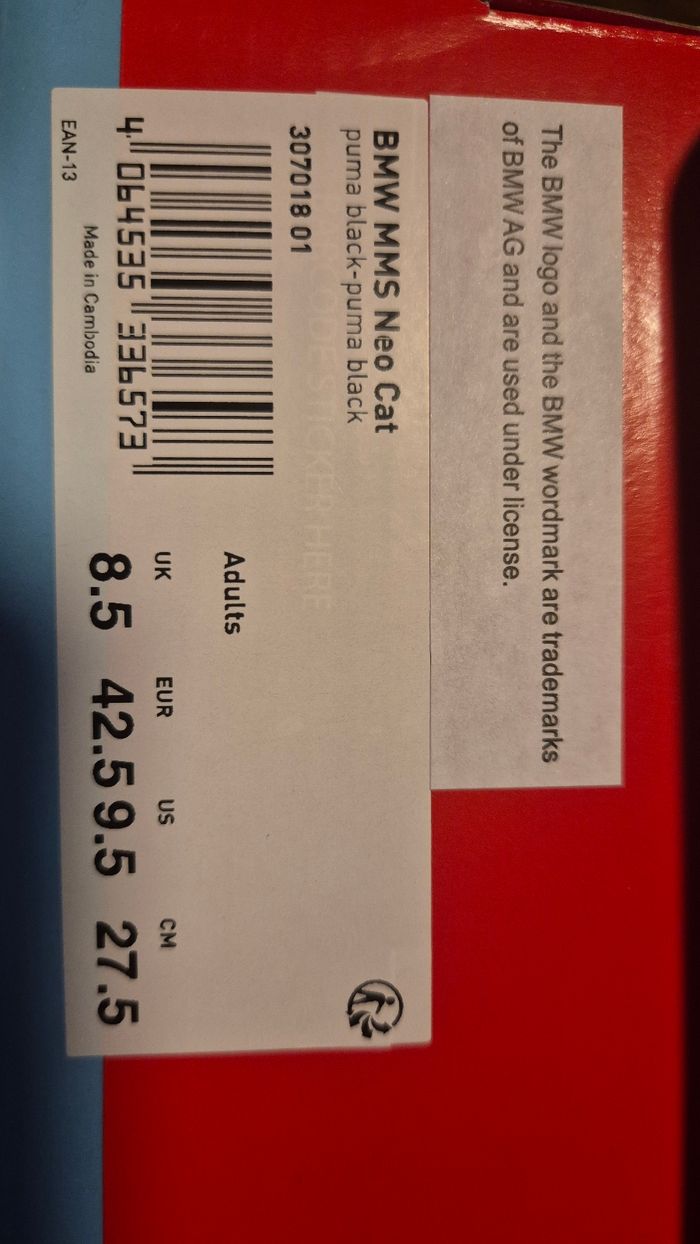 The BMW logo and the BMW wordmark are trademarks
of BMW AG and are used under license.
BMW MMS Neo Cat
puma black-puma black
307018 01
STICKER HERE
4 064535 336573
EAN-13
Made in Cambodia
Adults
UK EUR US CM
8.5 42.5 9.5 27.5